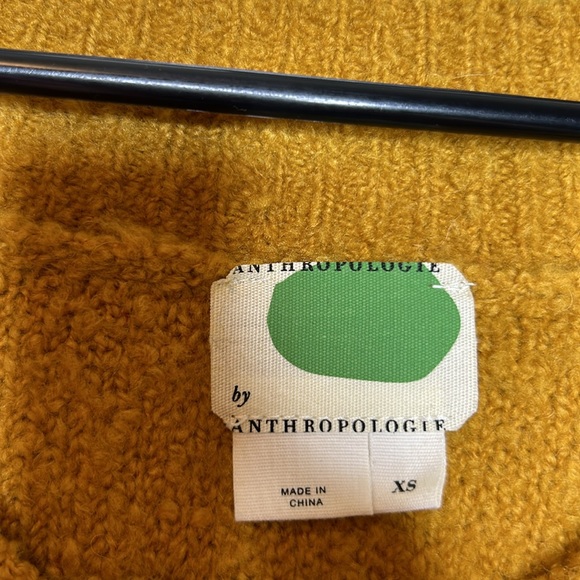 ANTHROPOLOGIE
by
ANTHROPOLOGIE
MADE IN
CHINA
XS